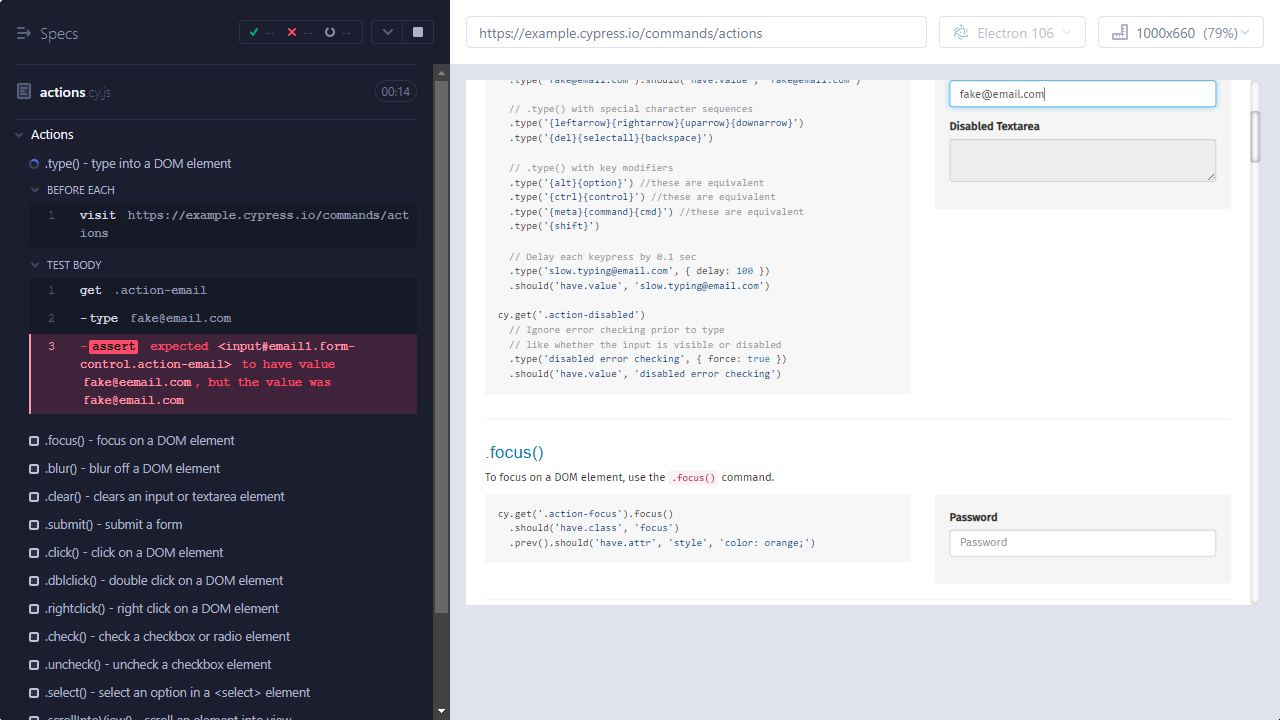 Specs
-- -- --
actions cy.js
00:14
Actions
.type() - type into a DOM element
BEFORE EACH
1 visit https://example.cypress.io/commands/act
ions
TEST BODY
1 get .action-email
2 -type fake@email.com
3 -assert expected <input#email1.form-
control.action-email> to have value
fake@eemail.com, but the value was
fake@email.com
.focus() - focus on a DOM element
.blur() - blur off a DOM element
.clear() - clears an input or textarea element
.submit() - submit a form
.click() - click on a DOM element
.dblclick() - double click on a DOM element
.rightclick() - right click on a DOM element
.check() - check a checkbox or radio element
.uncheck() - uncheck a checkbox element
.select() - select an option in a <select> element
.scrollIntoView() - scroll an element into view
https://example.cypress.io/commands/actions
Electron 106
1000x660 (79%)
.type('fake@email.com').should('have.value', 'fake@email.com')
// .type() with special character sequences
.type('{leftarrow}{rightarrow}{uparrow}{downarrow}')
.type('{del}{selectall}{backspace}')
// .type() with key modifiers
.type('{alt}{option}') //these are equivalent
.type('{ctrl}{control}') //these are equivalent
.type('{meta}{command}{cmd}') //these are equivalent
.type('{shift}')
// Delay each keypress by 0.1 sec
.type('slow.typing@email.com', { delay: 100 })
.should('have.value', 'slow.typing@email.com')
cy.get('.action-disabled')
// Ignore error checking prior to type
// like whether the input is visible or disabled
.type('disabled error checking', { force: true })
.should('have.value', 'disabled error checking')
fake@email.com
Disabled Textarea
.focus()
To focus on a DOM element, use the .focus() command.
cy.get('.action-focus').focus()
.should('have.class', 'focus')
.prev().should('have.attr', 'style', 'color: orange;')
Password
Password